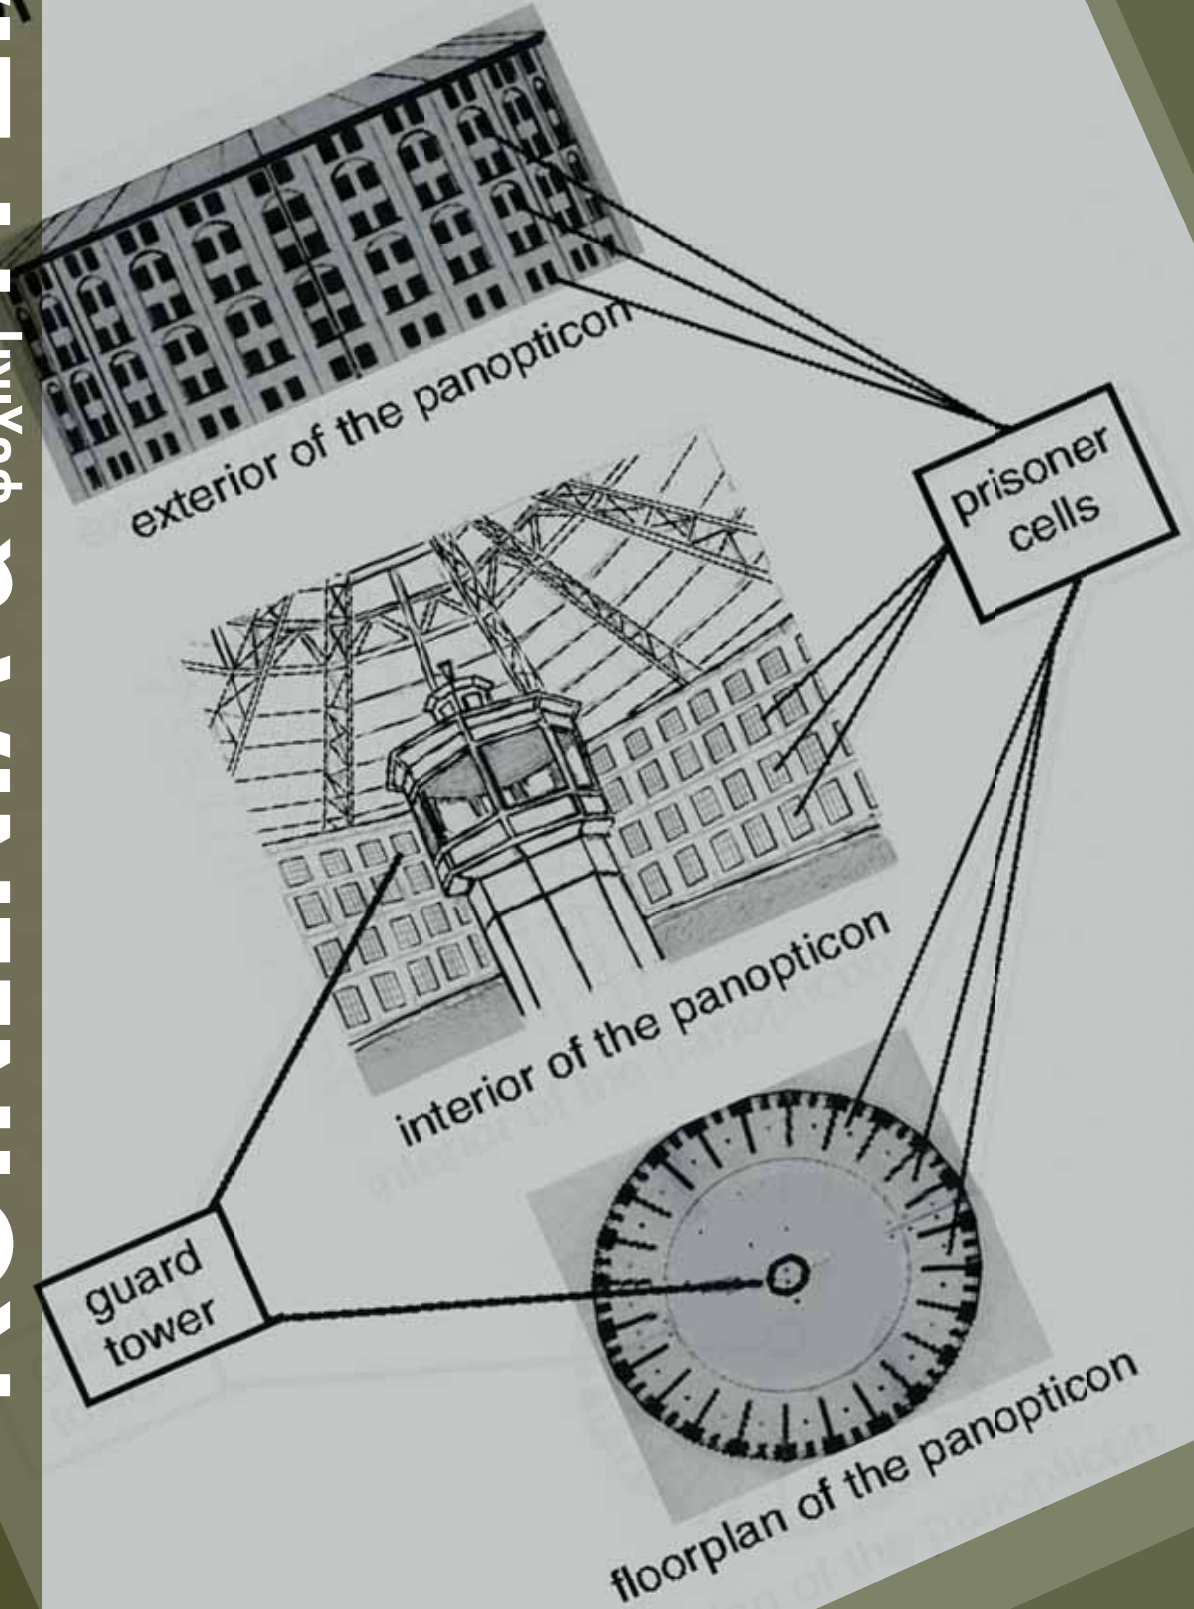 exterior of the panopticon
prisoner
cells
interior of the panopticon
guard
tower
floorplan of the panopticon